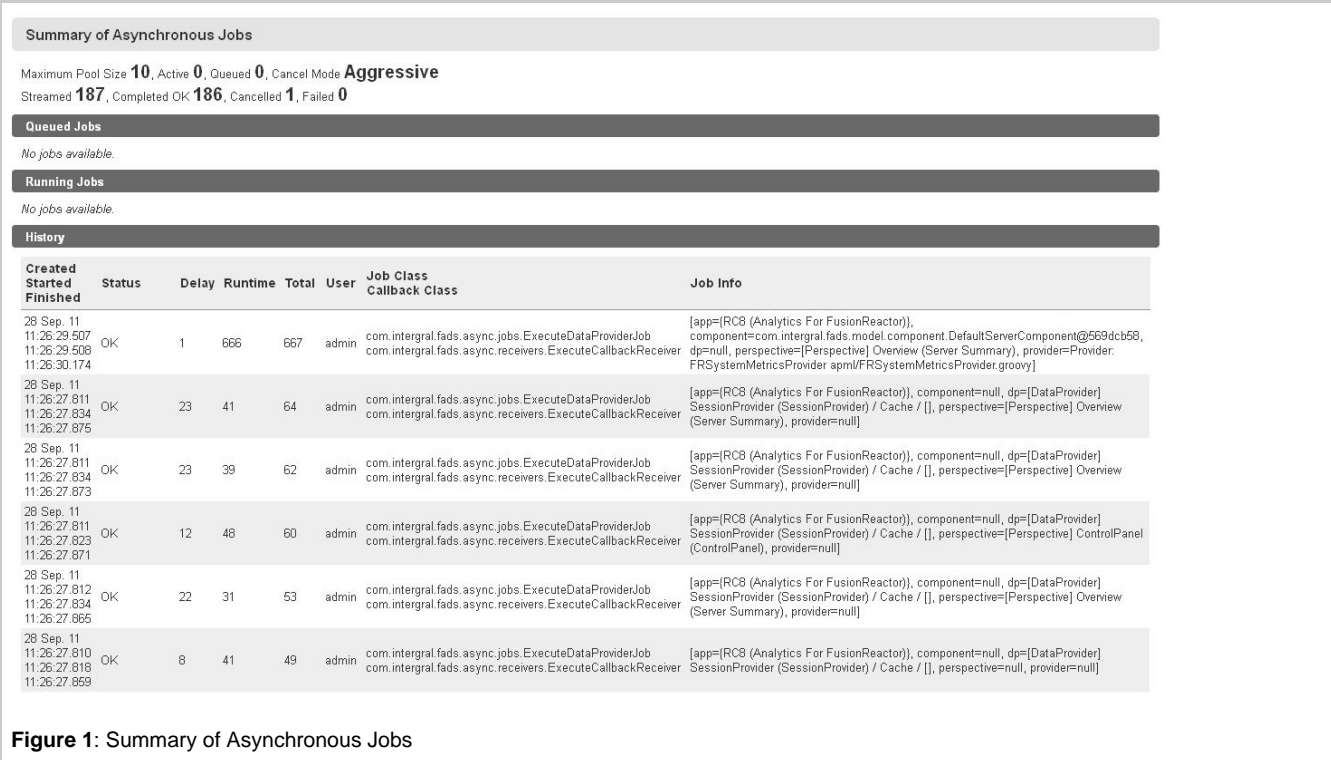 Summary of Asynchronous Jobs
Maximum Pool Size 10, Active 0, Queued 0, Cancel Mode Aggressive
Streamed 187, Completed OK 186, Cancelled 1, Failed 0
Queued Jobs
No jobs available.
Running Jobs
No jobs available.
History
Created
Started
Finished
Status
Delay
Runtime
Total
User
Job Class
Callback Class
Job Info
28 Sep. 11
11:26:29.507
11:26:29.508
11:26:30.174
OK
1
666
667
admin
com.intergral.fads.async.jobs.ExecuteDataProviderJob
com.intergral.fads.async.receivers.ExecuteCallbackReceiver
[app={RC8 (Analytics For FusionReactor)},
component=com.intergral.fads.model.component.DefaultServerComponent@569dcb58,
dp=null, perspective=[Perspective] Overview (Server Summary), provider=Provider:
FRSystemMetricsProvider apml/FRSystemMetricsProvider.groovy]
28 Sep. 11
11:26:27.811
11:26:27.834
11:26:27.875
OK
23
41
64
admin
com.intergral.fads.async.jobs.ExecuteDataProviderJob
com.intergral.fads.async.receivers.ExecuteCallbackReceiver
[app={RC8 (Analytics For FusionReactor)}, component=null, dp=[DataProvider]
SessionProvider (SessionProvider) / Cache / [], perspective=[Perspective] Overview
(Server Summary), provider=null]
28 Sep. 11
11:26:27.811
11:26:27.834
11:26:27.873
OK
23
39
62
admin
com.intergral.fads.async.jobs.ExecuteDataProviderJob
com.intergral.fads.async.receivers.ExecuteCallbackReceiver
[app={RC8 (Analytics For FusionReactor)}, component=null, dp=[DataProvider]
SessionProvider (SessionProvider) / Cache / [], perspective=[Perspective] Overview
(Server Summary), provider=null]
28 Sep. 11
11:26:27.811
11:26:27.823
11:26:27.871
OK
12
48
60
admin
com.intergral.fads.async.jobs.ExecuteDataProviderJob
com.intergral.fads.async.receivers.ExecuteCallbackReceiver
[app={RC8 (Analytics For FusionReactor)}, component=null, dp=[DataProvider]
SessionProvider (SessionProvider) / Cache / [], perspective=[Perspective] ControlPanel
(ControlPanel), provider=null]
28 Sep. 11
11:26:27.812
11:26:27.834
11:26:27.865
OK
22
31
53
admin
com.intergral.fads.async.jobs.ExecuteDataProviderJob
com.intergral.fads.async.receivers.ExecuteCallbackReceiver
[app={RC8 (Analytics For FusionReactor)}, component=null, dp=[DataProvider]
SessionProvider (SessionProvider) / Cache / [], perspective=[Perspective] Overview
(Server Summary), provider=null]
28 Sep. 11
11:26:27.810
11:26:27.818
11:26:27.859
OK
8
41
49
admin
com.intergral.fads.async.jobs.ExecuteDataProviderJob
com.intergral.fads.async.receivers.ExecuteCallbackReceiver
[app={RC8 (Analytics For FusionReactor)}, component=null, dp=[DataProvider]
SessionProvider (SessionProvider) / Cache / [], perspective=null, provider=null]
Figure 1: Summary of Asynchronous Jobs